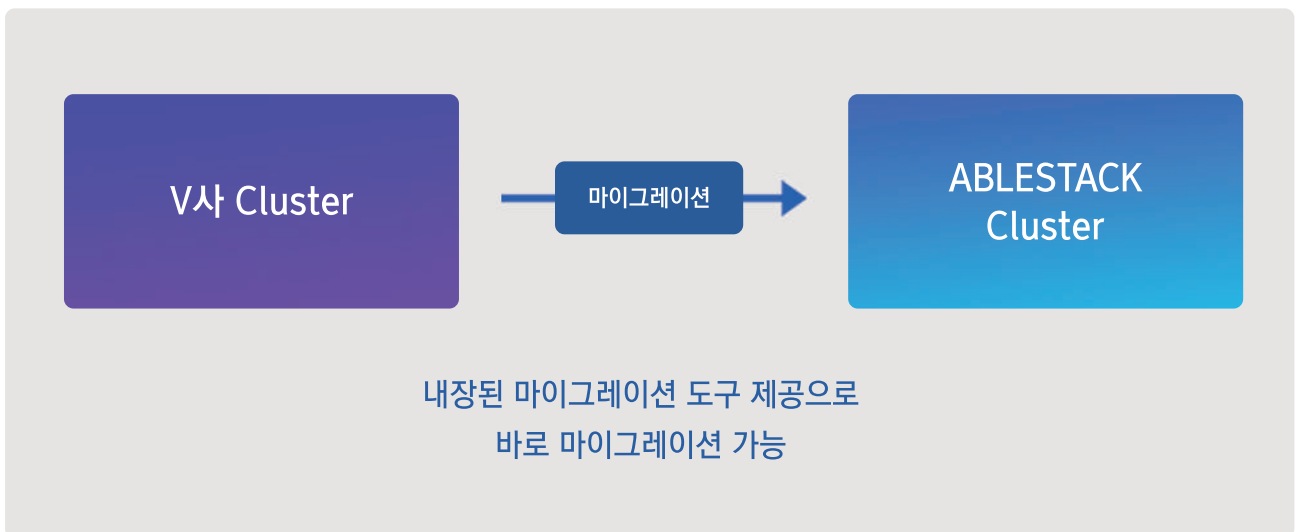 V사 Cluster
마이그레이션
ABLESTACK
Cluster
내장된 마이그레이션 도구 제공으로
바로 마이그레이션 가능